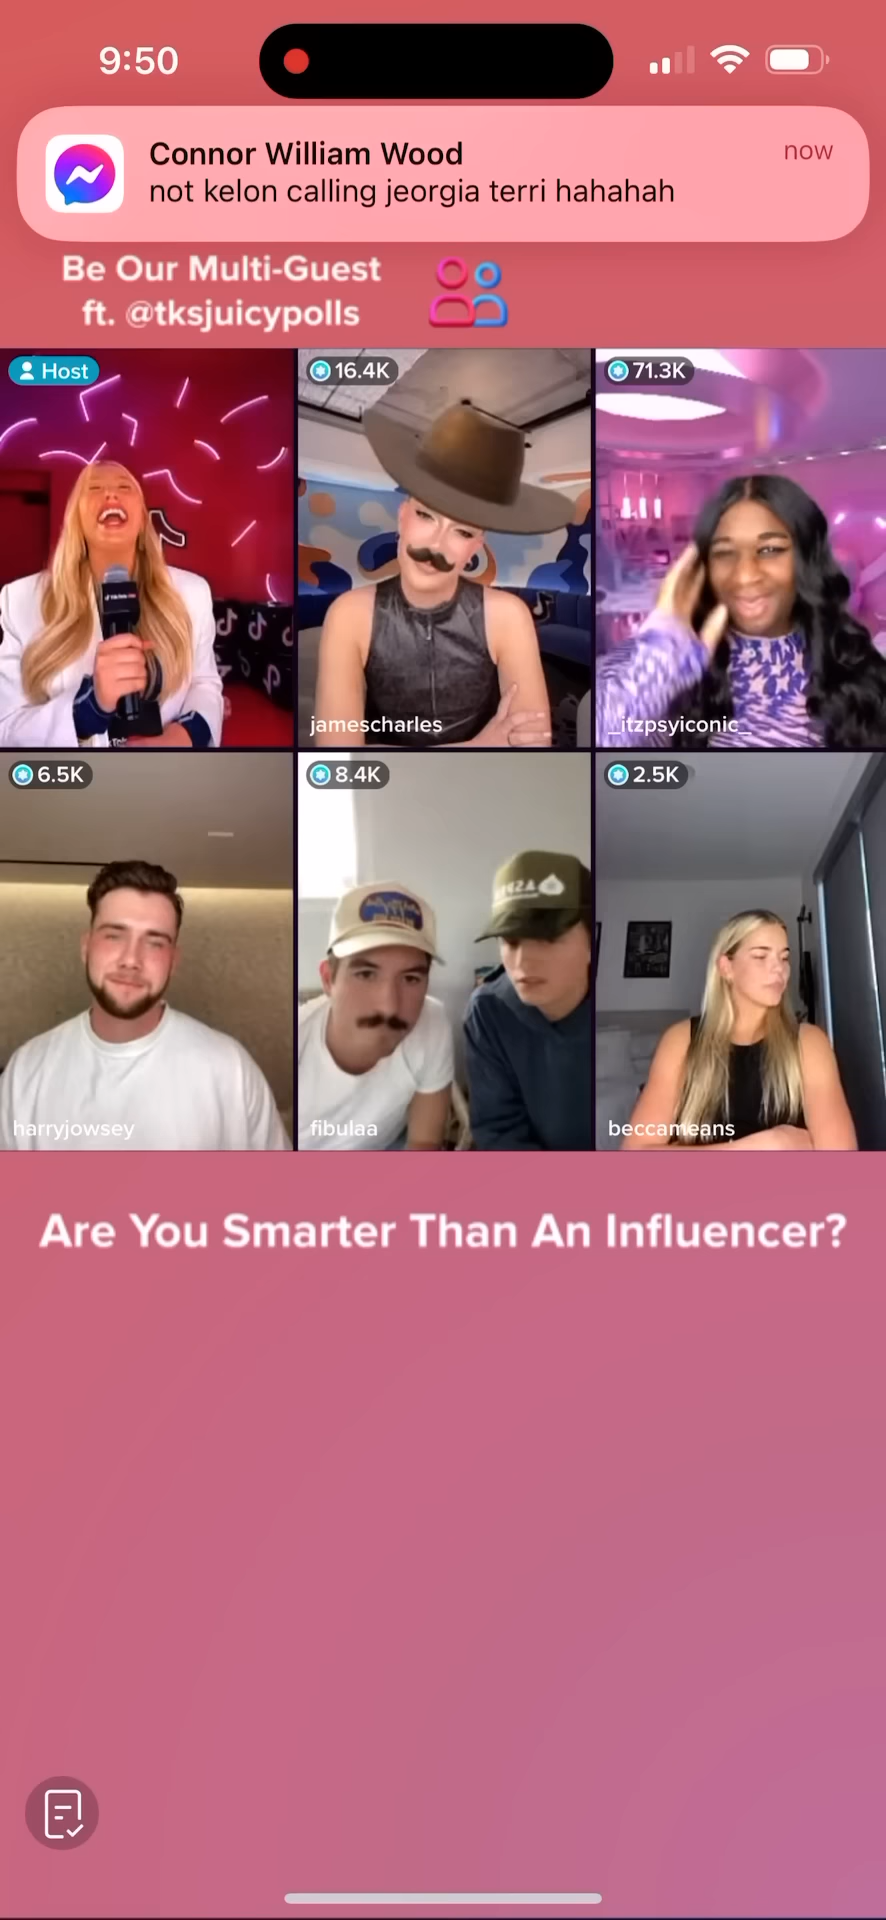 9:50
Connor William Wood
now
not kelon calling jeorgia terri hahahah
Be Our Multi-Guest
ft. @tksjuicypolls
Host
16.4K
71.3K
jamescharles
_itzpsyiconic_
6.5K
8.4K
2.5K
harryjowsey
fibulaa
beccameans
Are You Smarter Than An Influencer?